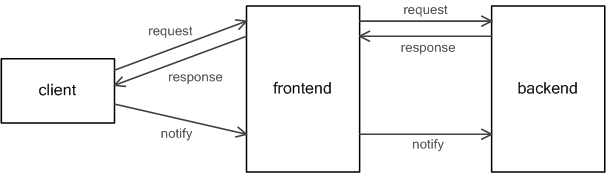 request
request
response
response
client
frontend
backend
notify
notify